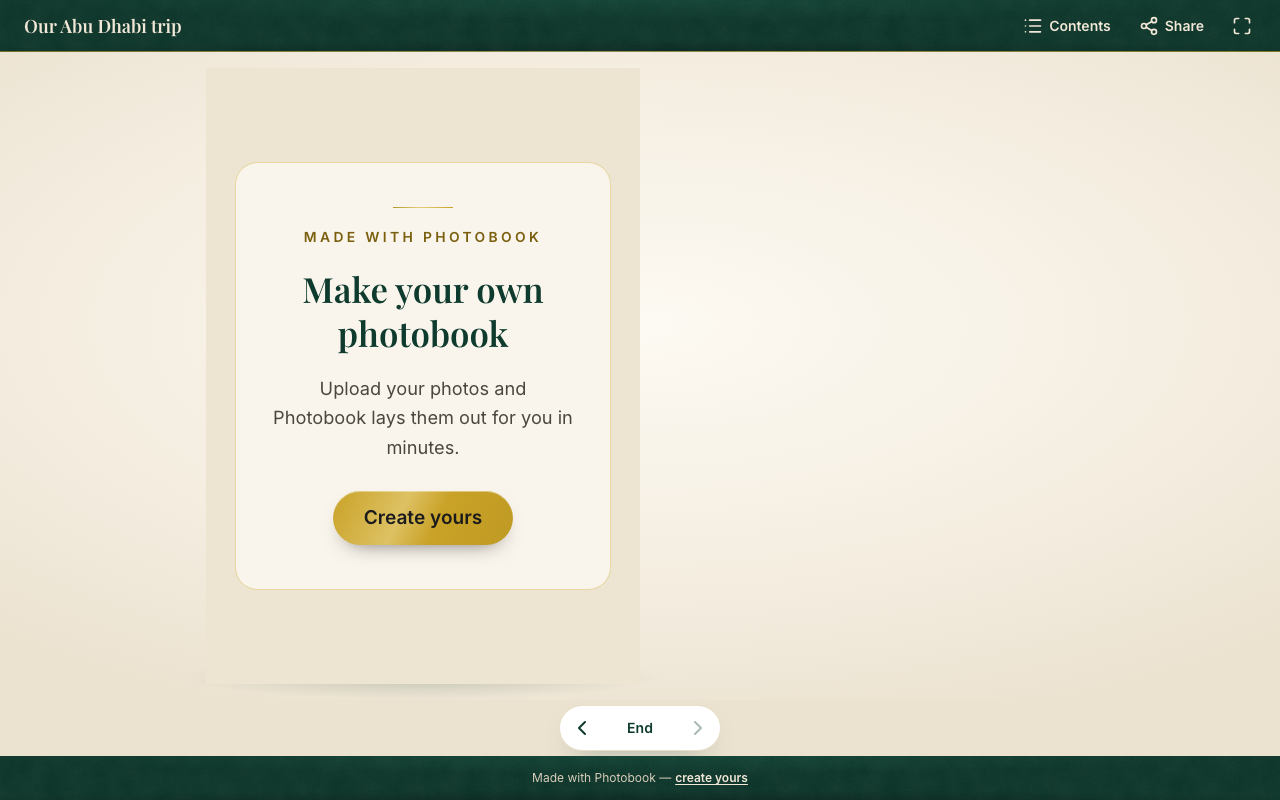 Our Abu Dhabi trip
Contents
Share
MADE WITH PHOTOBOOK
Make your own
photobook
Upload your photos and
Photobook lays them out for you in
minutes.
Create yours
End
Made with Photobook — create yours